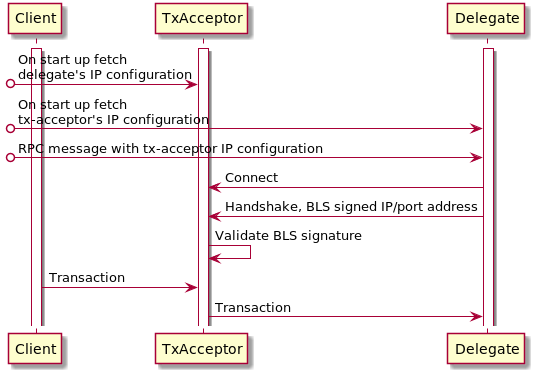 Client
TxAcceptor
Delegate
On start up fetch
delegate's IP configuration
On start up fetch
tx-acceptor's IP configuration
RPC message with tx-acceptor IP configuration
Connect
Handshake, BLS signed IP/port address
Validate BLS signature
Transaction
Transaction
Client
TxAcceptor
Delegate